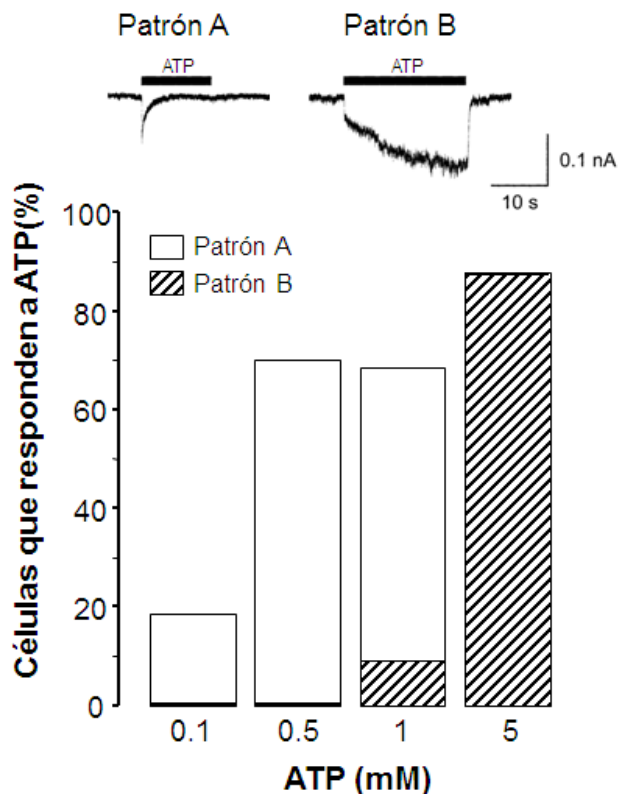 Patrón A
Patrón B
ATP
ATP
0.1 nA
10 s
Células que responden a ATP(%)
100
80
60
40
20
0
Patrón A
Patrón B
0.1
0.5
1
5
ATP (mM)